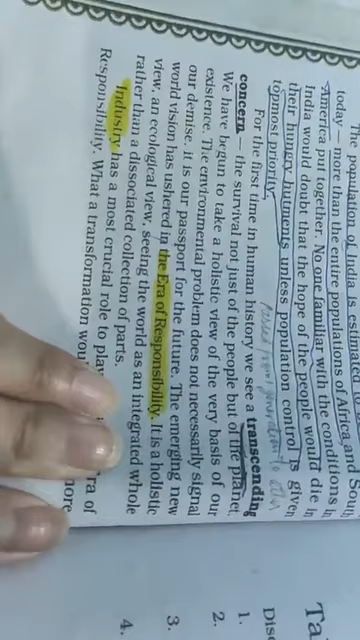 the population of India is estimated to
today — more than the entire populations of Africa and South
America put together. No one familiar with the conditions in
India would doubt that the hope of the people would die in
their hungry hutments unless population control is given
topmost priority.
For the first time in human history we see a transcending
concern — the survival not just of the people but of the planet.
We have begun to take a holistic view of the very basis of our
existence. The environmental problem does not necessarily signal
our demise, it is our passport for the future. The emerging new
world vision has ushered in the Era of Responsibility. It is a holistic
view, an ecological view, seeing the world as an integrated whole
rather than a dissociated collection of parts.
Industry has a most crucial role to play
ra of
Responsibility. What a transformation wou
more
Ta
Disc
1.
2.
3.
4.